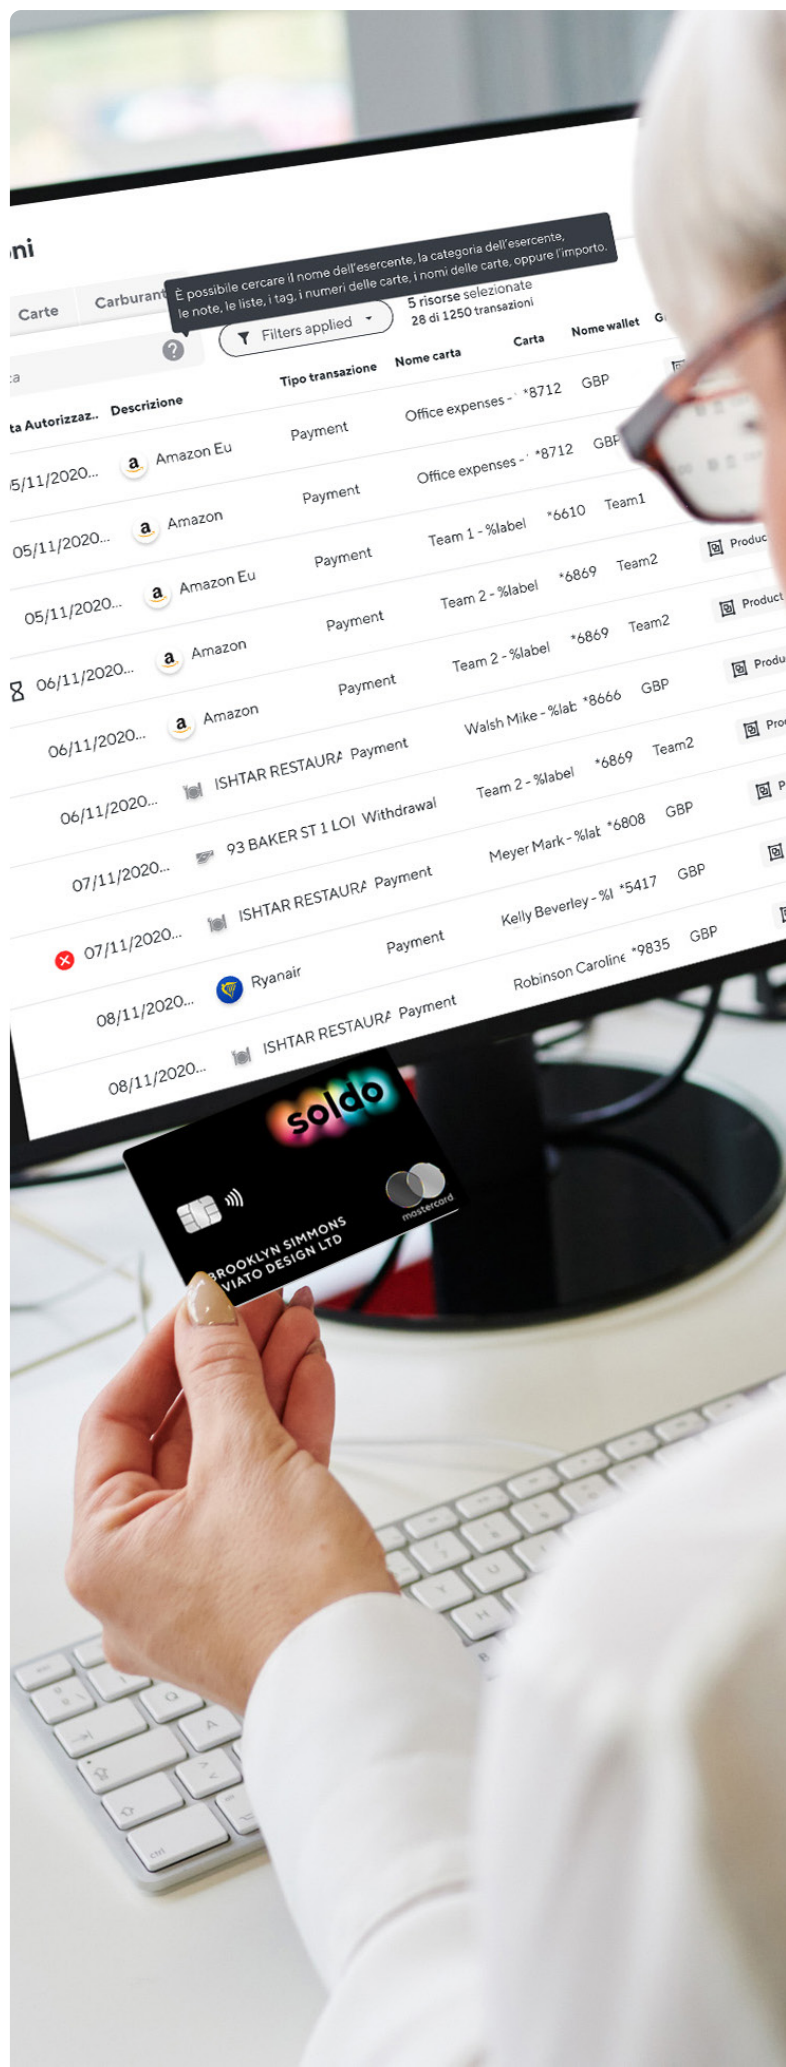 ni
Carte Carburant
È possibile cercare il nome dell'esercente, la categoria dell'esercente,
le note, le liste, i tag, i numeri delle carte, i nomi delle carte, oppure l'importo.
ca ? Filters applied
5 risorse selezionate
28 di 1250 transazioni
ta Autorizzaz.. Descrizione Tipo transazione Nome carta Carta Nome wallet G
05/11/2020... Amazon Eu Payment Office expenses - *8712 GBP
05/11/2020... Amazon Payment Office expenses - *8712 GBP
05/11/2020... Amazon Eu Payment Team 1 - %label *6610 Team1
06/11/2020... Amazon Payment Team 2 - %label *6869 Team2 Produc
06/11/2020... Amazon Payment Team 2 - %label *6869 Team2 Product
06/11/2020... ISHTAR RESTAURA Payment Walsh Mike - %lab *8666 GBP Produ
07/11/2020... 93 BAKER ST 1 LOI Withdrawal Team 2 - %label *6869 Team2 Pro
07/11/2020... ISHTAR RESTAURA Payment Meyer Mark - %lat *6808 GBP P
08/11/2020... Ryanair Payment Kelly Beverley - %l *5417 GBP
08/11/2020... ISHTAR RESTAURA Payment Robinson Caroline *9835 GBP
soldo
mastercard
BROOKLYN SIMMONS
VIATO DESIGN LTD
Q
A
Y
U
H
B
ctrl